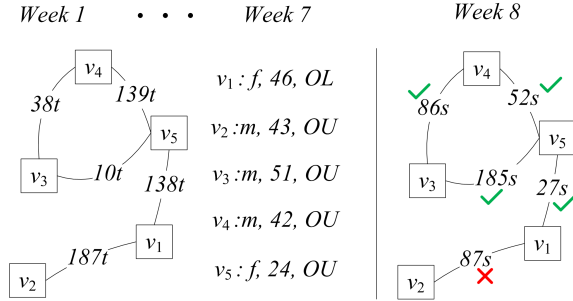 Week 1 • • • Week 7 Week 8
v4
38t
139t
v5
v3
10t
138t
v1
187t
v2
v1: f, 46, OL
v2:m, 43, OU
v3:m, 51, OU
v4:m, 42, OU
v5: f, 24, OU
v4
86s
52s
v5
v3
185s
27s
v1
87s
v2